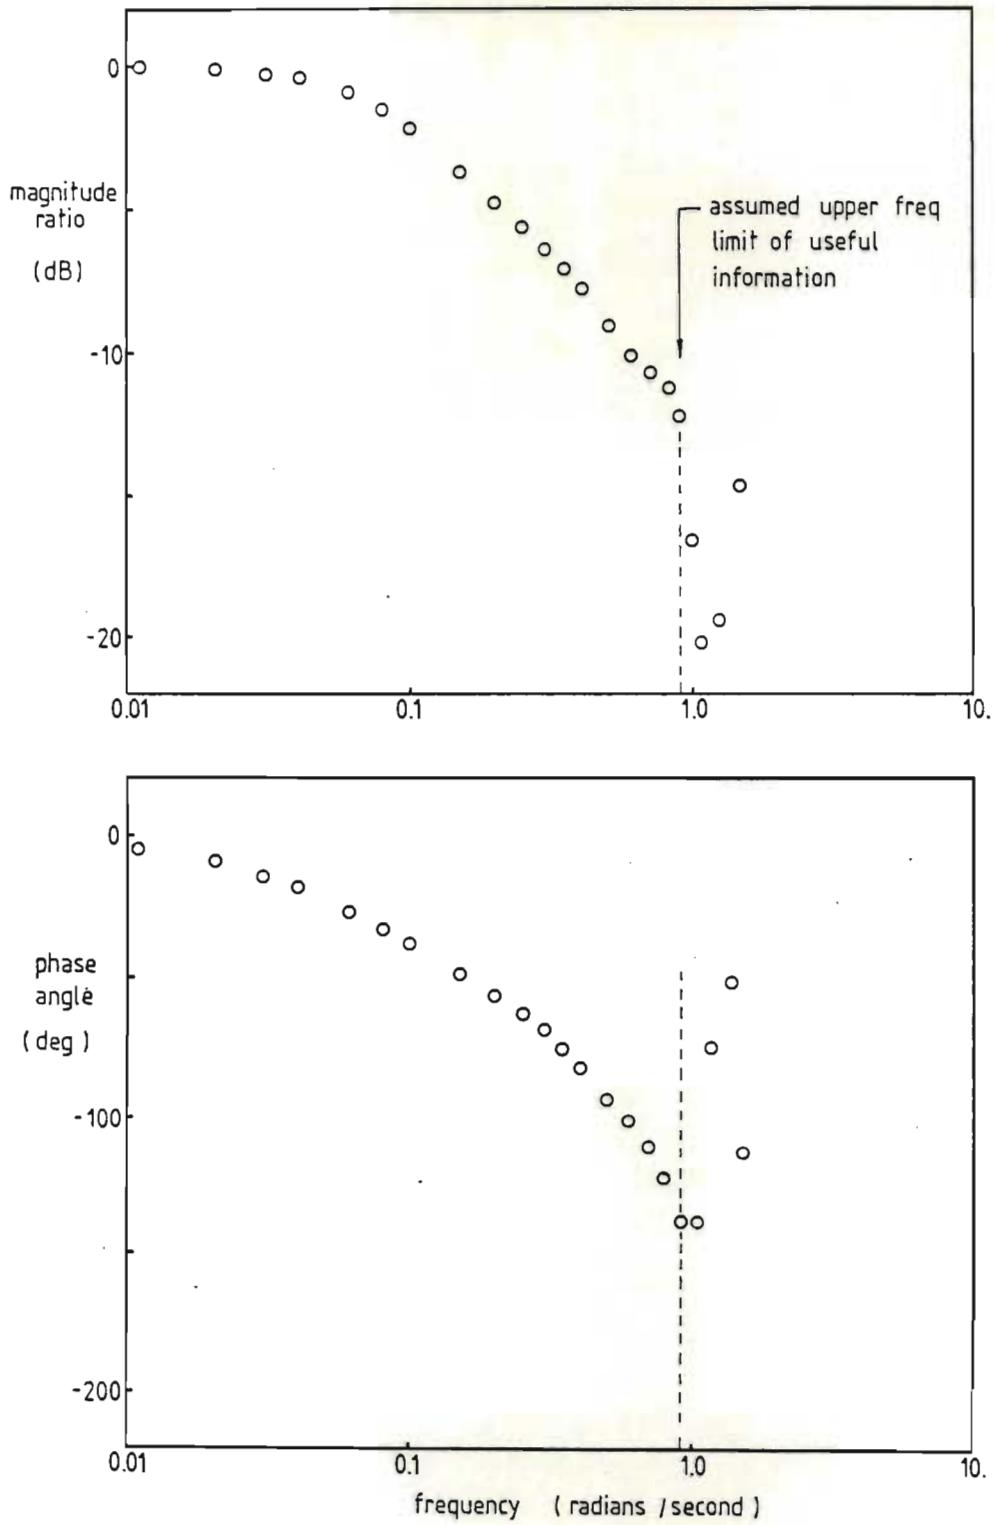 0
magnitude
ratio
(dB)
-10
-20
assumed upper freq
limit of useful
information
0.01
0.1
1.0
10.
0
phase
angle
(deg)
-100
-200
0.01
0.1
1.0
10.
frequency (radians/second)